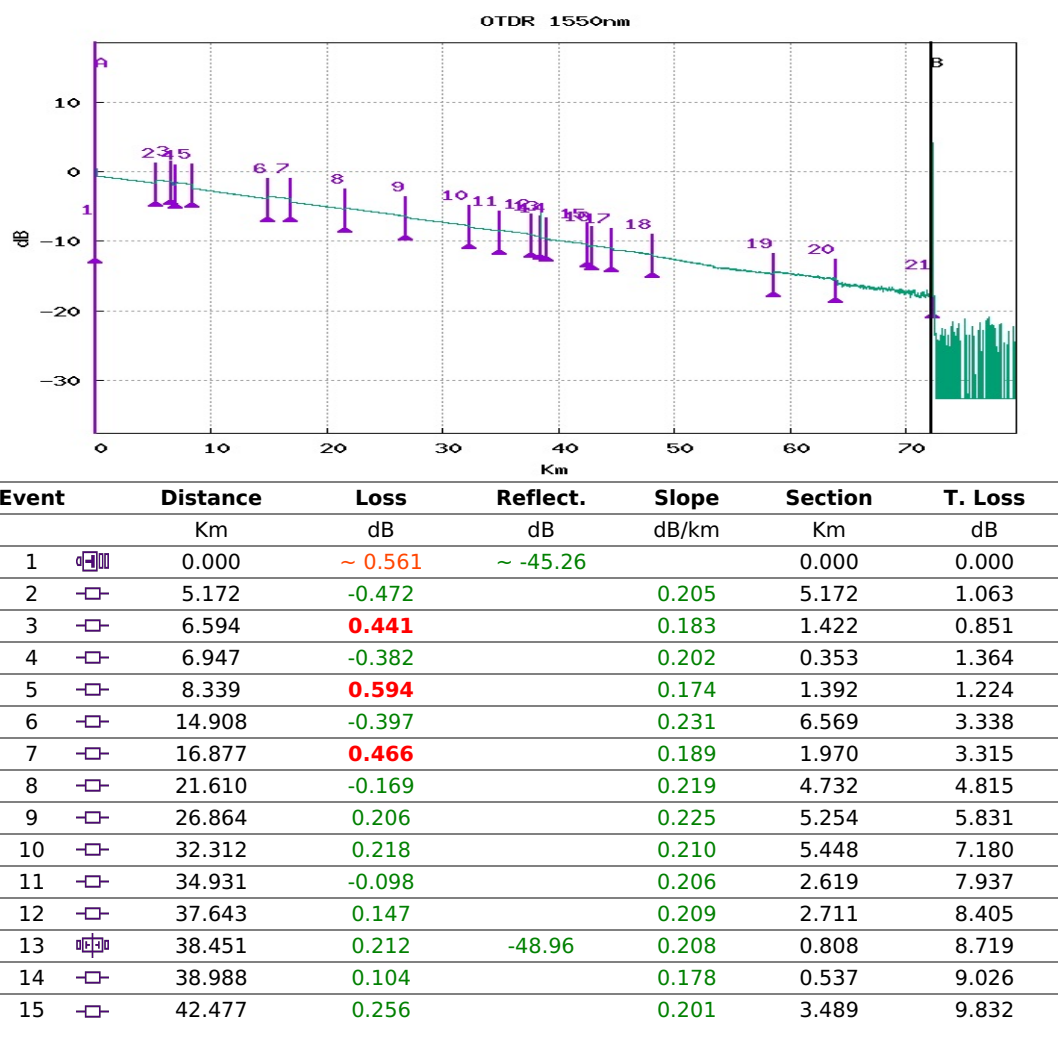 OTDR 1550nm
A
B
10
0
-10
-20
-30
dB
1
2
3
4
5
6
7
8
9
10
11
12
13
14
15
16
17
18
19
20
21
0 10 20 30 40 50 60 70
Km
Event Distance Loss Reflect. Slope Section T. Loss
Km dB dB dB/km Km dB
1 0.000 ~ 0.561 ~ -45.26 0.000 0.000
2 5.172 -0.472 0.205 5.172 1.063
3 6.594 0.441 0.183 1.422 0.851
4 6.947 -0.382 0.202 0.353 1.364
5 8.339 0.594 0.174 1.392 1.224
6 14.908 -0.397 0.231 6.569 3.338
7 16.877 0.466 0.189 1.970 3.315
8 21.610 -0.169 0.219 4.732 4.815
9 26.864 0.206 0.225 5.254 5.831
10 32.312 0.218 0.210 5.448 7.180
11 34.931 -0.098 0.206 2.619 7.937
12 37.643 0.147 0.209 2.711 8.405
13 38.451 0.212 -48.96 0.208 0.808 8.719
14 38.988 0.104 0.178 0.537 9.026
15 42.477 0.256 0.201 3.489 9.832